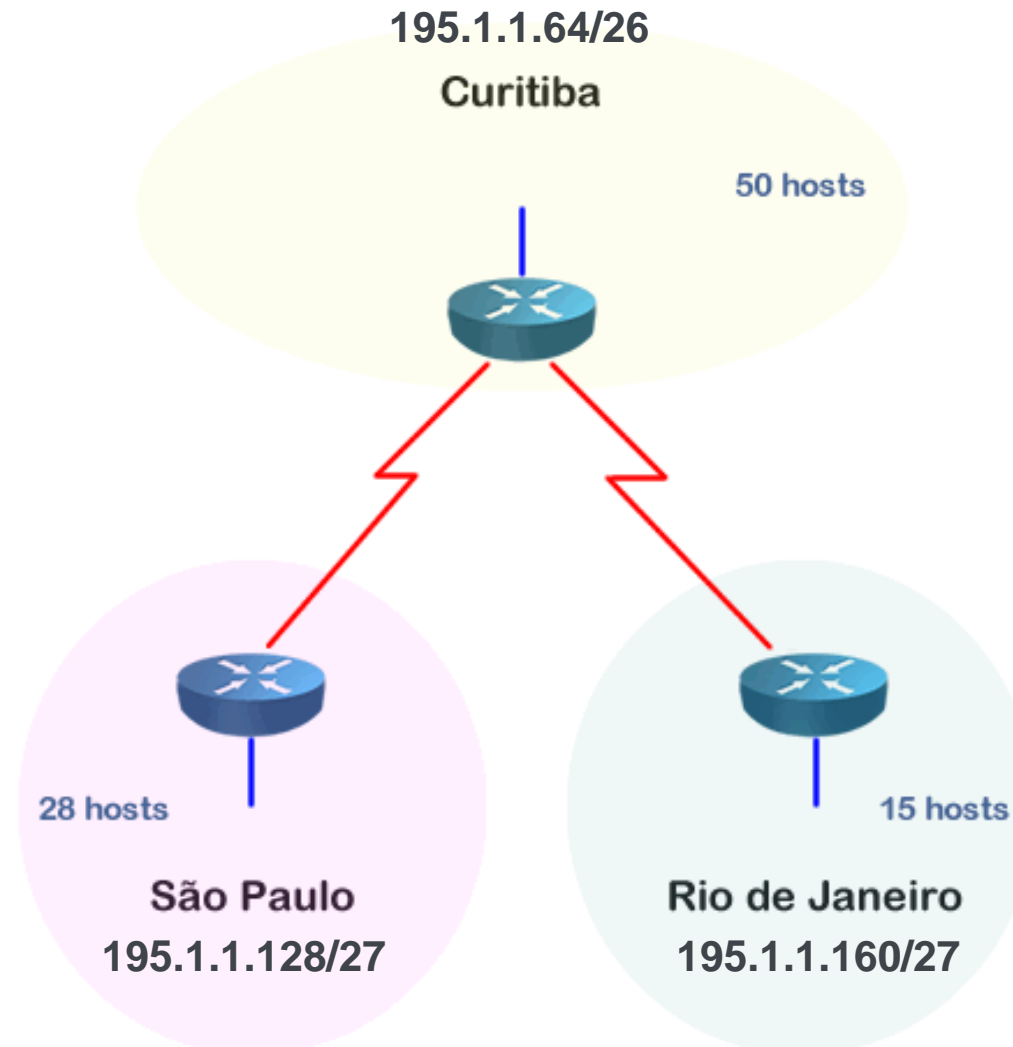 195.1.1.64/26
Curitiba
50 hosts
28 hosts
15 hosts
São Paulo
Rio de Janeiro
195.1.1.128/27
195.1.1.160/27